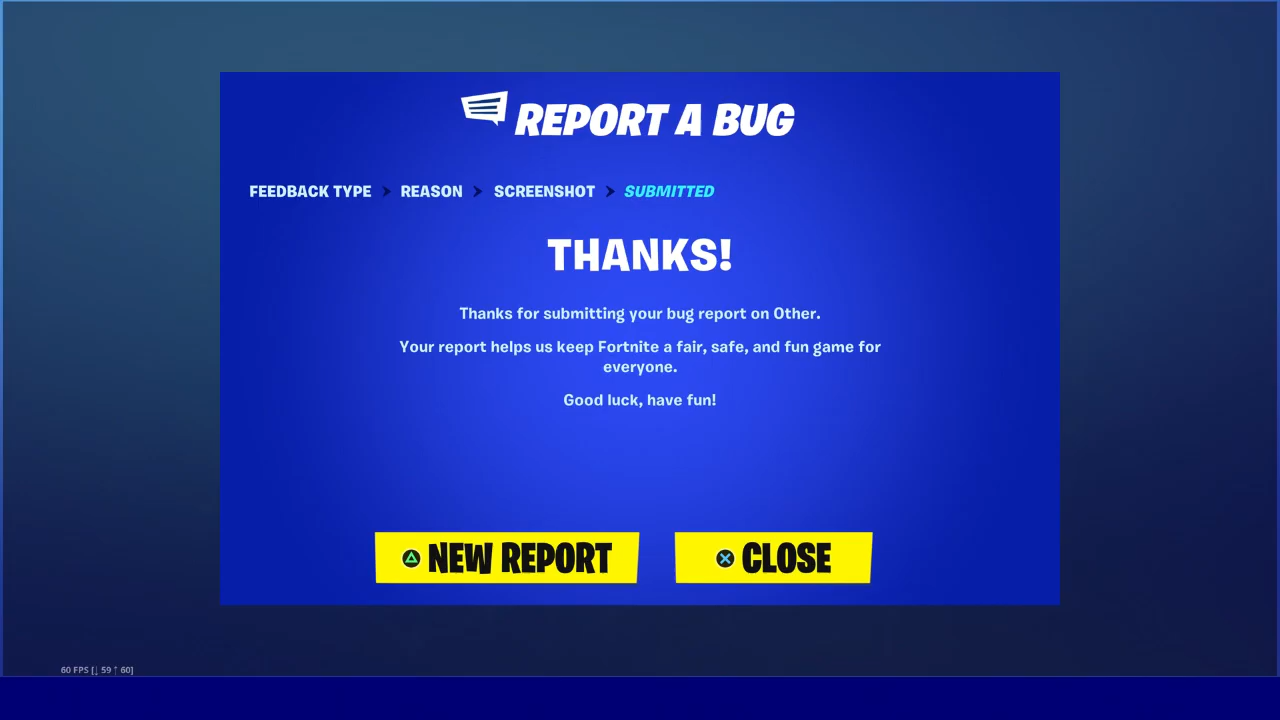 REPORT A BUG
FEEDBACK TYPE > REASON > SCREENSHOT > SUBMITTED
THANKS!
Thanks for submitting your bug report on Other.
Your report helps us keep Fortnite a fair, safe, and fun game for
everyone.
Good luck, have fun!
NEW REPORT
CLOSE
60 FPS [↓ 59 ↑ 60]